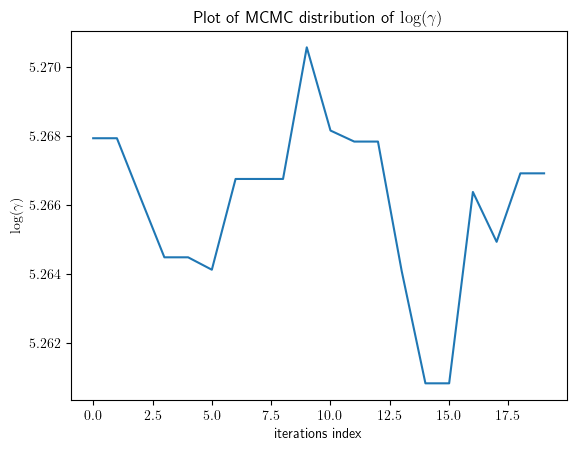 Plot of MCMC distribution of log(γ)
log(γ)
5.270
5.268
5.266
5.264
5.262
0.0 2.5 5.0 7.5 10.0 12.5 15.0 17.5
iterations index